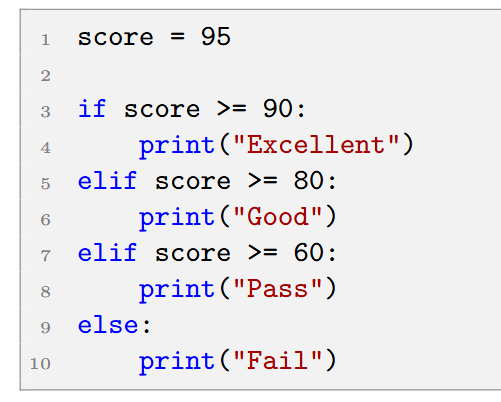 1 score = 95
2
3 if score >= 90:
4     print("Excellent")
5 elif score >= 80:
6     print("Good")
7 elif score >= 60:
8     print("Pass")
9 else:
10     print("Fail")